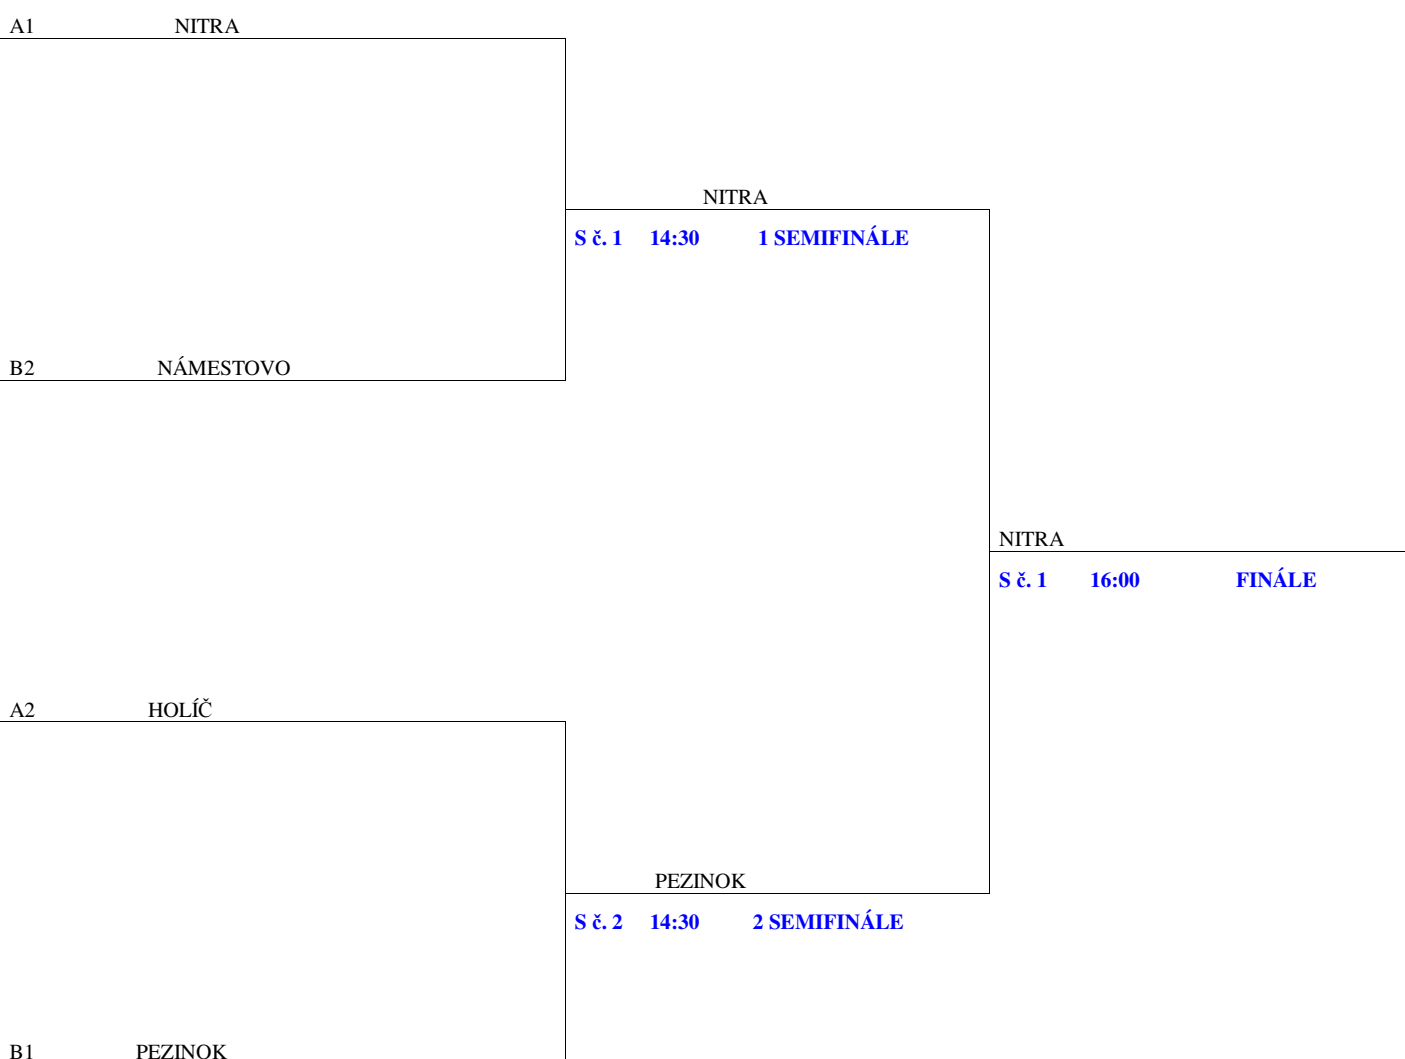 A1 NITRA
NITRA
S č. 1 14:30 1 SEMIFINÁLE
B2 NÁMESTOVO
NITRA
S č. 1 16:00 FINÁLE
A2 HOLÍČ
PEZINOK
S č. 2 14:30 2 SEMIFINÁLE
B1 PEZINOK